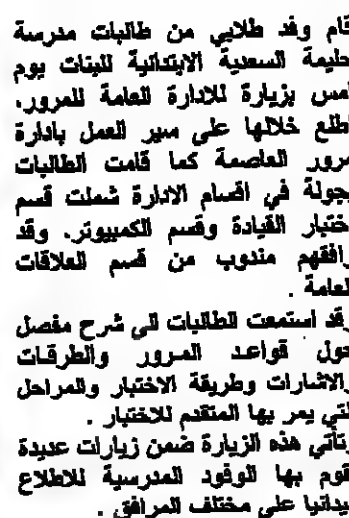 قام وفد طلابي من طالبات مدرسة
حليمة السعدية الابتدائية للبنات يوم
أمس بزيارة للادارة العامة للمرور،
اطلع خلالها على سير العمل بادارة
مرور العاصمة كما قامت الطالبات
بجولة في اقسام الادارة شملت قسم
اختبار القيادة وقسم الكمبيوتر. وقد
رافقهم مندوب من قسم العلاقات
العامة .
وقد استمعت الطالبات الى شرح مفصل
حول قواعد المرور والطرقات
والاشارات وطريقة الاختبار والمراحل
التي يمر بها المتقدم للاختبار .
وتأتي هذه الزيارة ضمن زيارات عديدة
تقوم بها الوفود المدرسية للاطلاع
ميدانيا على مختلف المرافق .